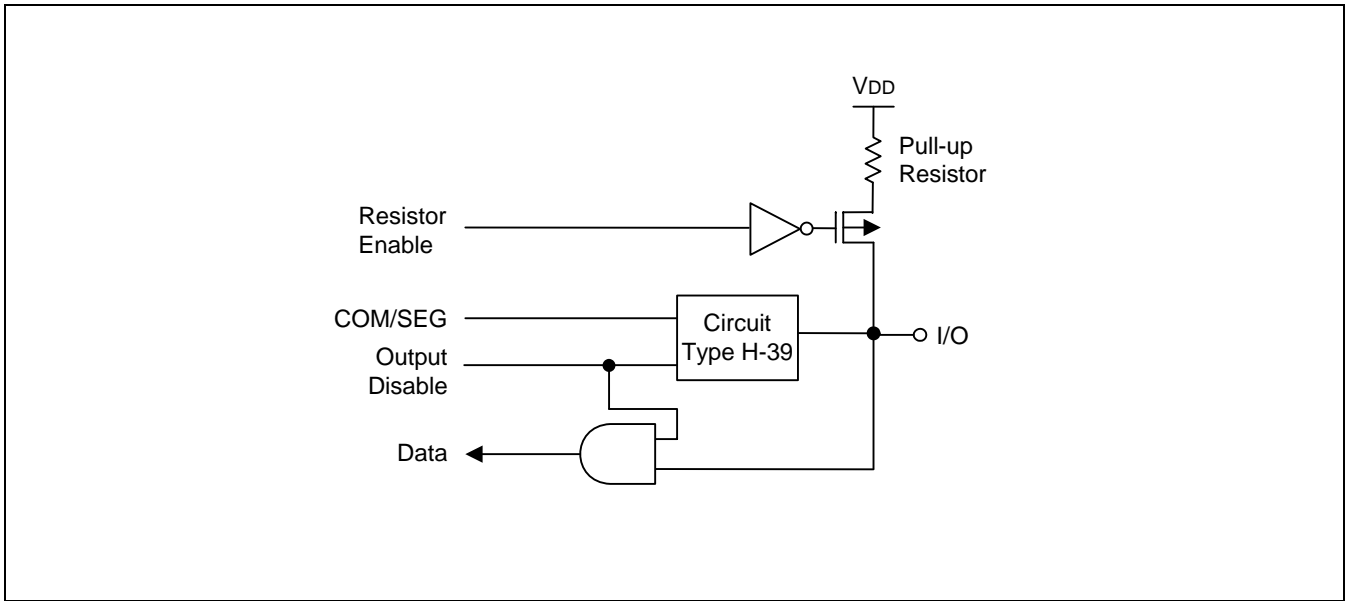 VDD
Pull-up
Resistor
Resistor
Enable
COM/SEG
Circuit
Type H-39
I/O
Output
Disable
Data